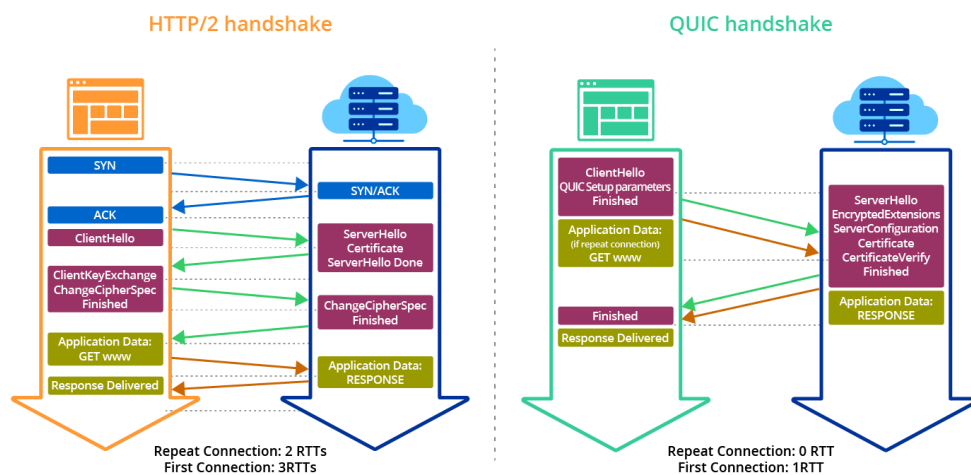 HTTP/2 handshake
SYN
SYN/ACK
ACK
ClientHello
ServerHello
Certificate
ServerHello Done
ClientKeyExchange
ChangeCipherSpec
Finished
ChangeCipherSpec
Finished
Application Data:
GET www
Application Data:
RESPONSE
Response Delivered
Repeat Connection: 2 RTTs
First Connection: 3RTTs
QUIC handshake
ClientHello
QUIC Setup parameters
Finished
Application Data:
(if repeat connection)
GET www
ServerHello
EncryptedExtensions
ServerConfiguration
Certificate
CertificateVerify
Finished
Application Data:
RESPONSE
Finished
Response Delivered
Repeat Connection: 0 RTT
First Connection: 1RTT